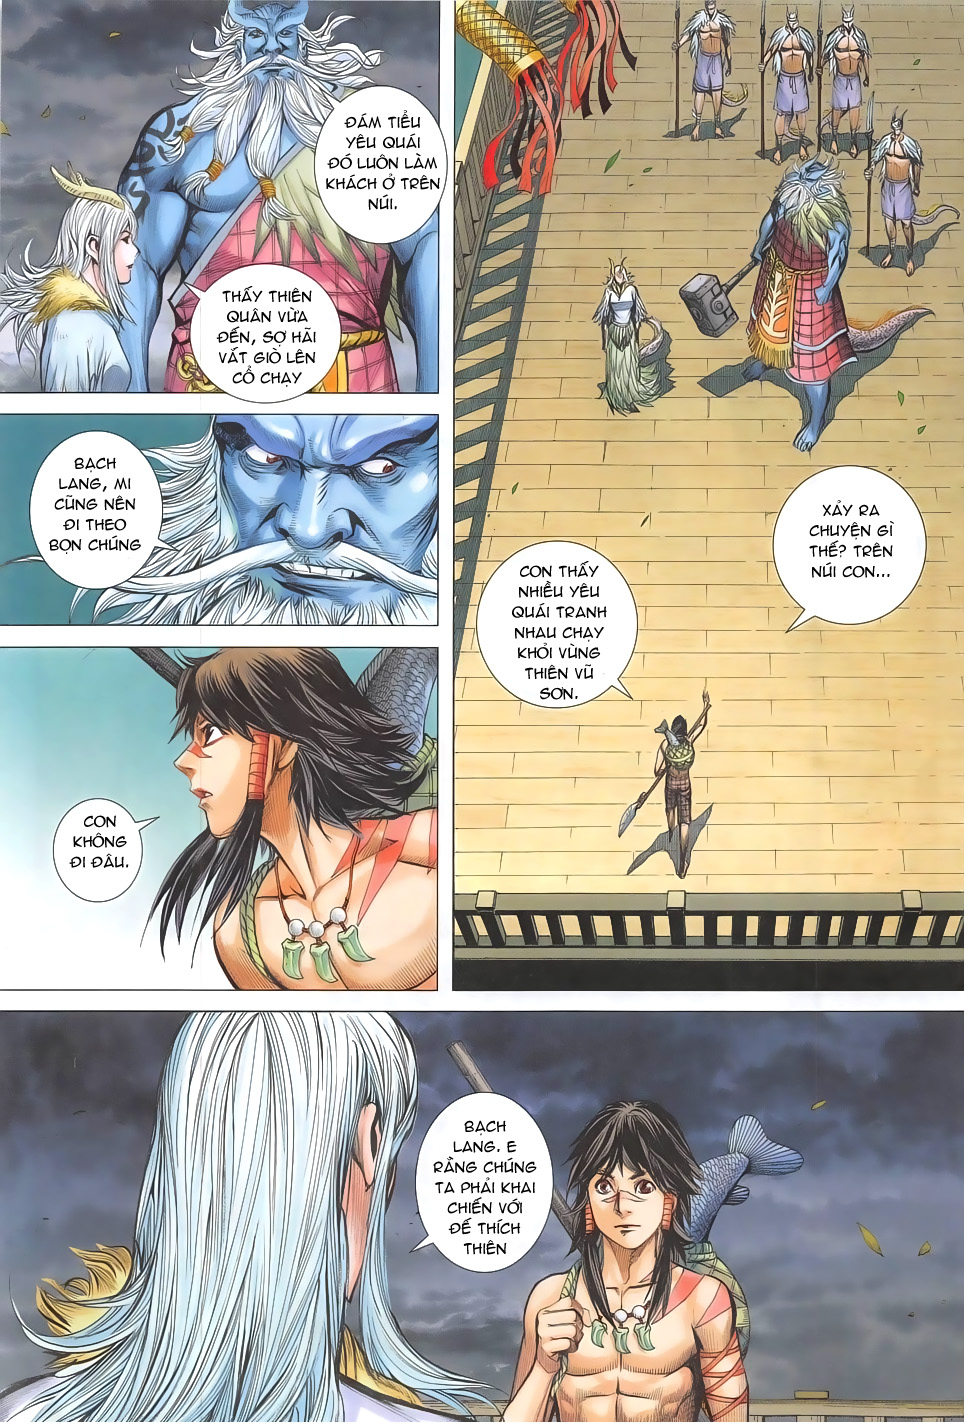 ĐÁM TIỂU
YÊU QUÁI
ĐÓ LUÔN LÀM
KHÁCH Ở TRÊN
NÚI.
THẤY THIÊN
QUÂN VỪA
ĐẾN, SỢ HÃI
VẮT GIÒ LÊN
CỔ CHẠY
BẠCH
LANG, MI
CŨNG NÊN
ĐI THEO
BỌN CHÚNG
CON
KHÔNG
ĐI ĐÂU.
XẢY RA
CHUYỆN GÌ
THẾ? TRÊN
NÚI CON...
CON THẤY
NHIỀU YÊU
QUÁI TRANH
NHAU CHẠY
KHỎI VÙNG
THIÊN VŨ
SƠN.
BẠCH
LANG. E
RẰNG CHÚNG
TA PHẢI KHAI
CHIẾN VỚI
ĐẾ THÍCH
THIÊN